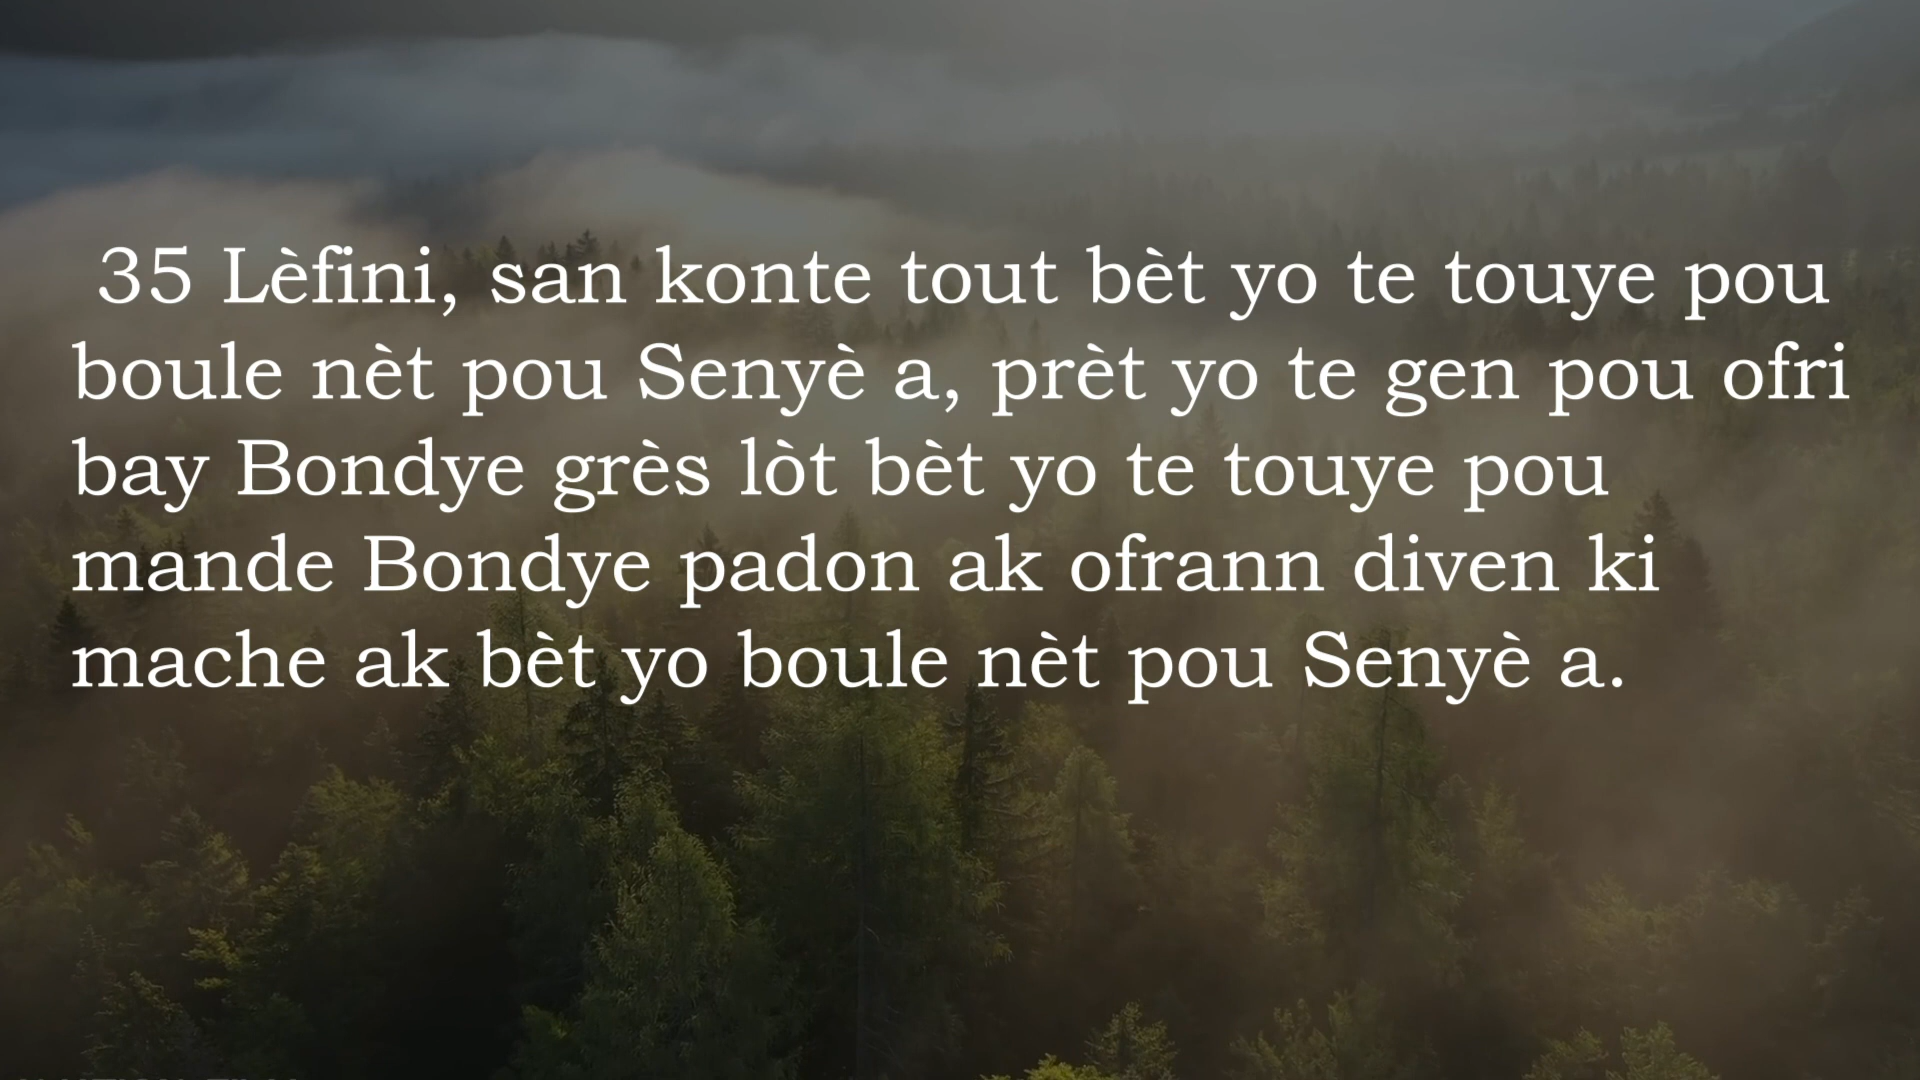 35 Lèfini, san konte tout bèt yo te touye pou
boule nèt pou Senyè a, prèt yo te gen pou ofri
bay Bondye grès lòt bèt yo te touye pou
mande Bondye padon ak ofrann diven ki
mache ak bèt yo boule nèt pou Senyè a.